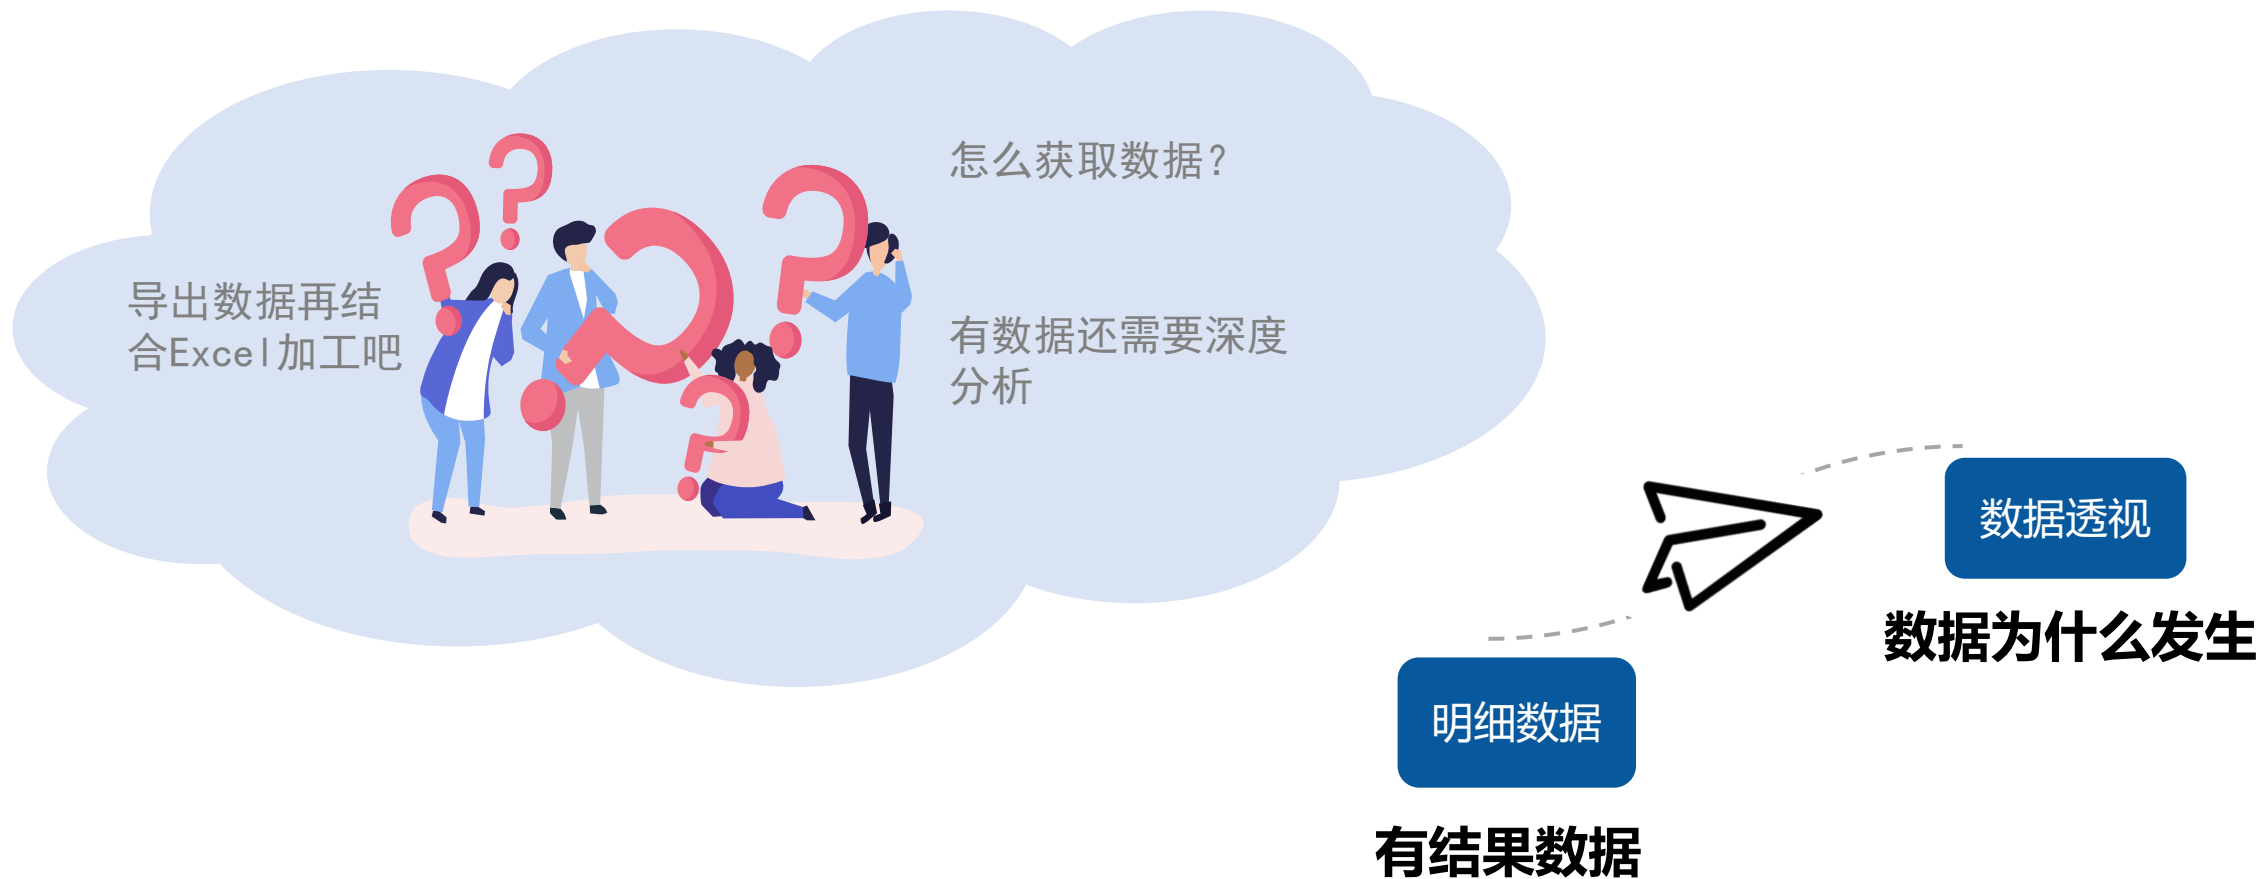 怎么获取数据？
导出数据再结
合Excel加工吧
有数据还需要深度
分析
数据透视
数据为什么发生
明细数据
有结果数据